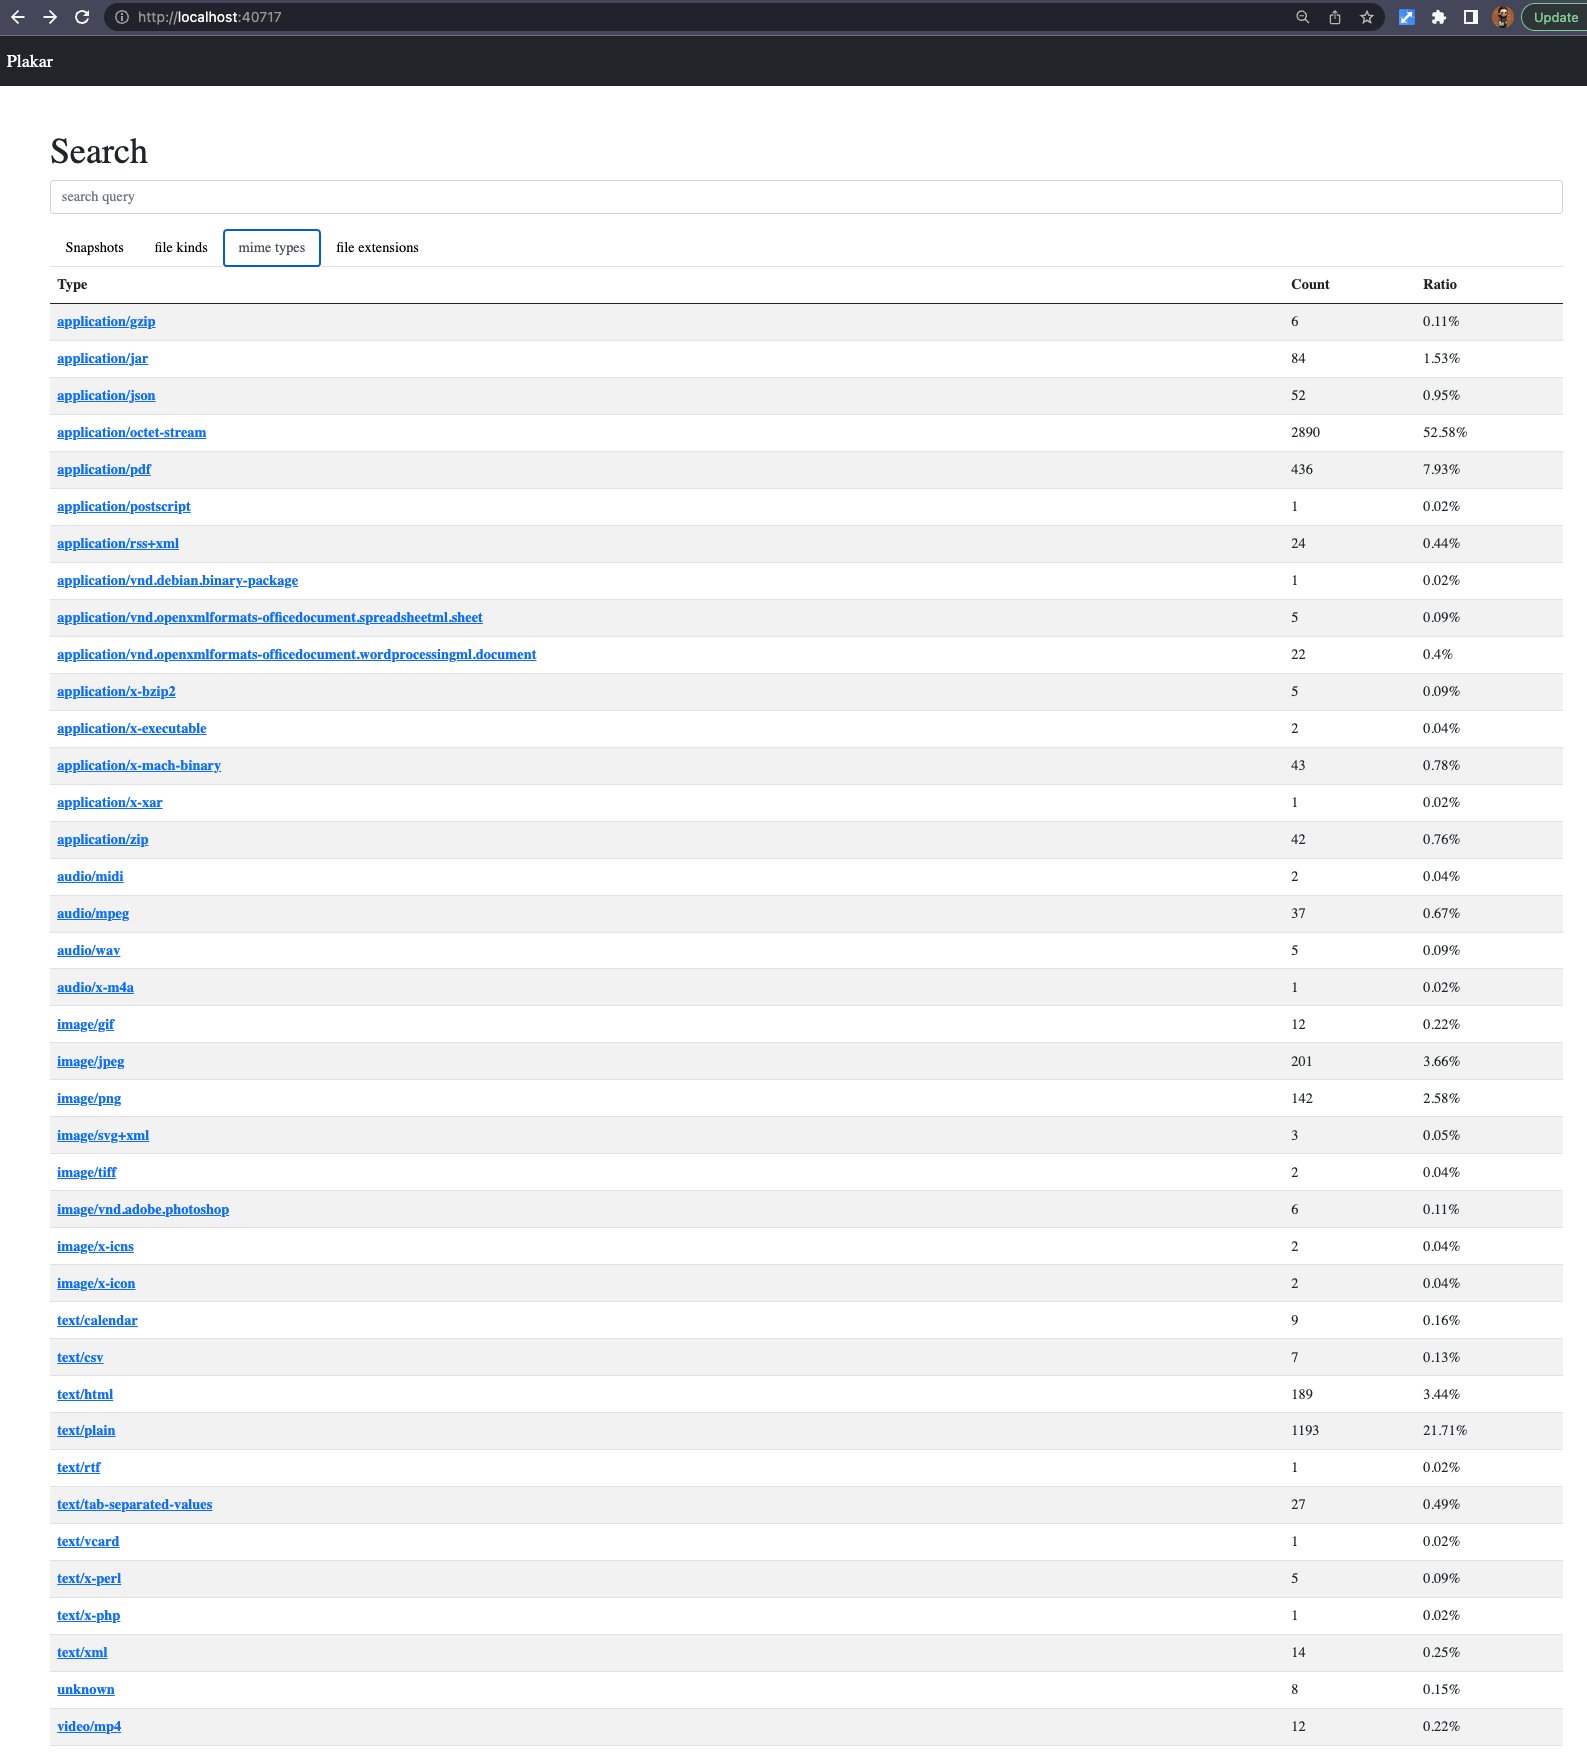 http://localhost:40717
Update
Plakar
Search
search query
Snapshots file kinds mime types file extensions
Type Count Ratio
application/gzip 6 0.11%
application/jar 84 1.53%
application/json 52 0.95%
application/octet-stream 2890 52.58%
application/pdf 436 7.93%
application/postscript 1 0.02%
application/rss+xml 24 0.44%
application/vnd.debian.binary-package 1 0.02%
application/vnd.openxmlformats-officedocument.spreadsheetml.sheet 5 0.09%
application/vnd.openxmlformats-officedocument.wordprocessingml.document 22 0.4%
application/x-bzip2 5 0.09%
application/x-executable 2 0.04%
application/x-mach-binary 43 0.78%
application/x-xar 1 0.02%
application/zip 42 0.76%
audio/midi 2 0.04%
audio/mpeg 37 0.67%
audio/wav 5 0.09%
audio/x-m4a 1 0.02%
image/gif 12 0.22%
image/jpeg 201 3.66%
image/png 142 2.58%
image/svg+xml 3 0.05%
image/tiff 2 0.04%
image/vnd.adobe.photoshop 6 0.11%
image/x-icns 2 0.04%
image/x-icon 2 0.04%
text/calendar 9 0.16%
text/csv 7 0.13%
text/html 189 3.44%
text/plain 1193 21.71%
text/rtf 1 0.02%
text/tab-separated-values 27 0.49%
text/vcard 1 0.02%
text/x-perl 5 0.09%
text/x-php 1 0.02%
text/xml 14 0.25%
unknown 8 0.15%
video/mp4 12 0.22%